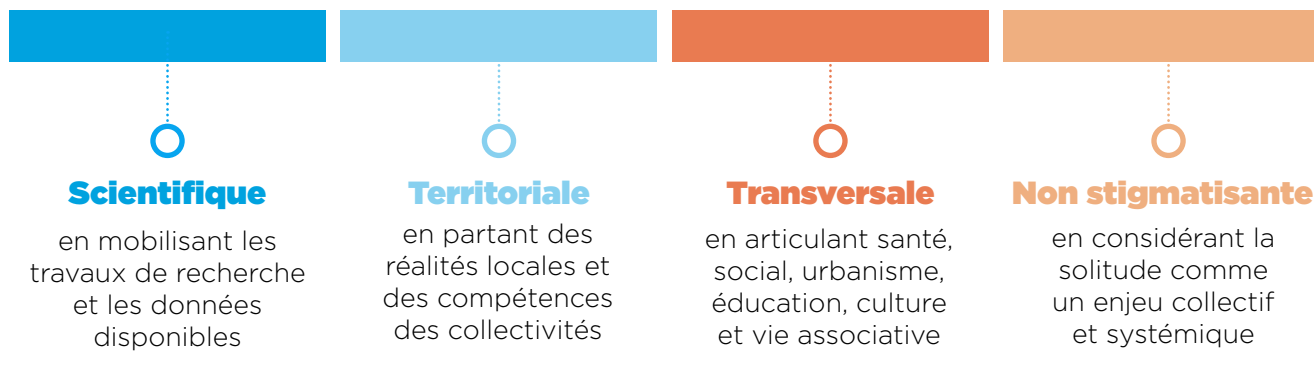 Scientifique
en mobilisant les
travaux de recherche
et les données
disponibles
Territoriale
en partant des
réalités locales et
des compétences
des collectivités
Transversale
en articulant santé,
social, urbanisme,
éducation, culture
et vie associative
Non stigmatisante
en considérant la
solitude comme
un enjeu collectif
et systémique